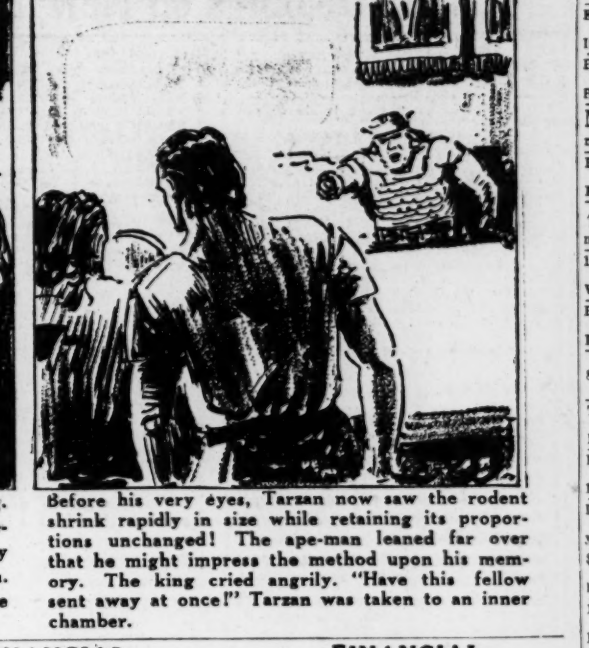 Before his very eyes, Tarzan now saw the rodent
shrink rapidly in size while retaining its propor-
tions unchanged! The ape-man leaned far over
that he might impress the method upon his mem-
ory. The king cried angrily. "Have this fellow
sent away at once!" Tarzan was taken to an inner
chamber.
FINANCIAL